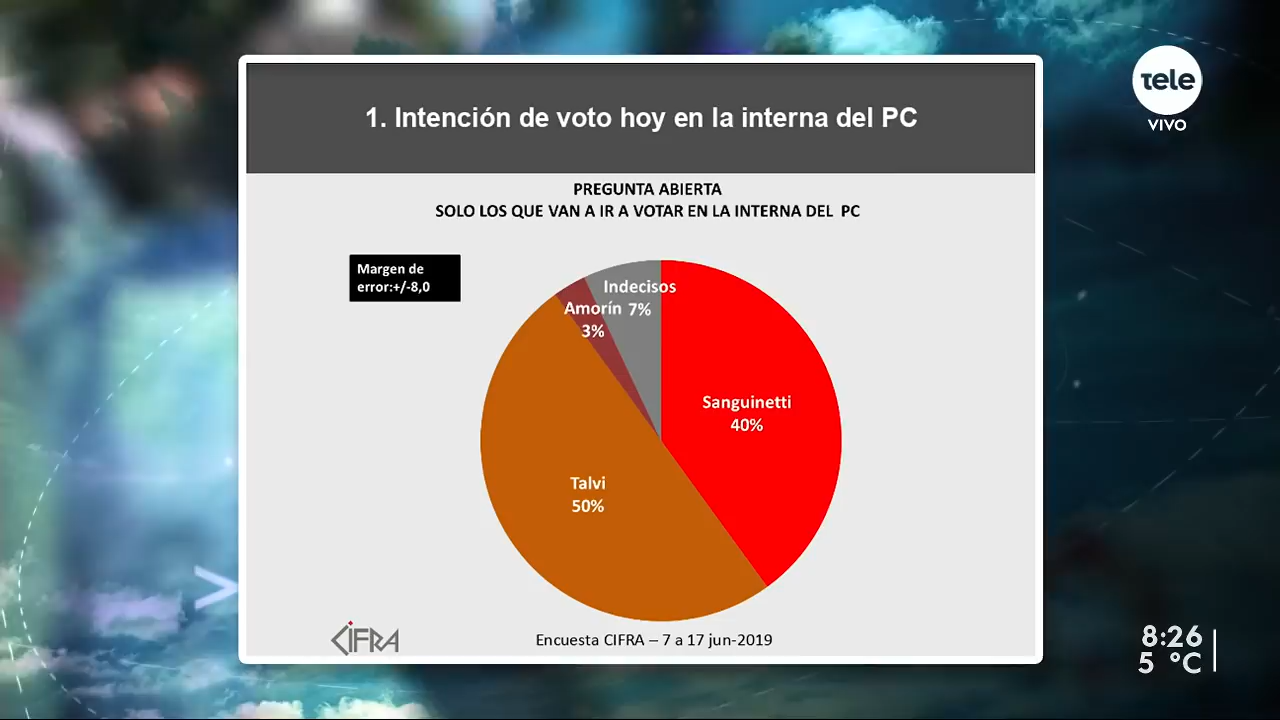 1. Intención de voto hoy en la interna del PC
tele
VIVO
PREGUNTA ABIERTA
SOLO LOS QUE VAN A IR A VOTAR EN LA INTERNA DEL PC
Margen de
error:+/-8,0
Indecisos
7%
Amorín
3%
Sanguinetti
40%
Talvi
50%
CIFRA
Encuesta CIFRA – 7 a 17 jun-2019
8:26
5 °C